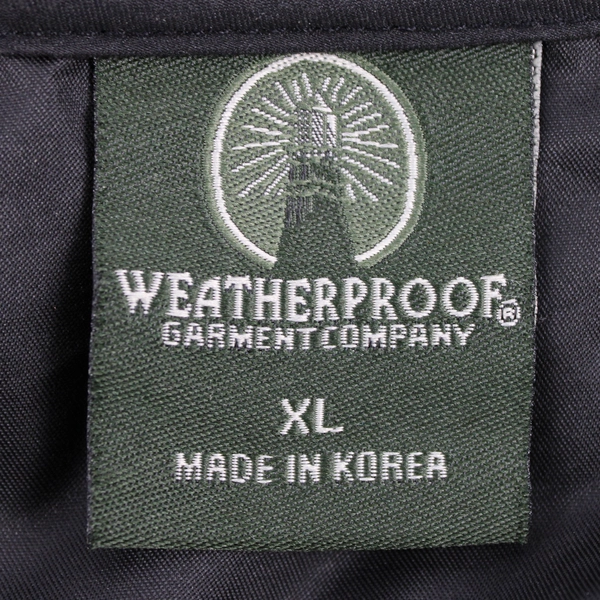 WEATHERPROOF®
GARMENT COMPANY
XL
MADE IN KOREA